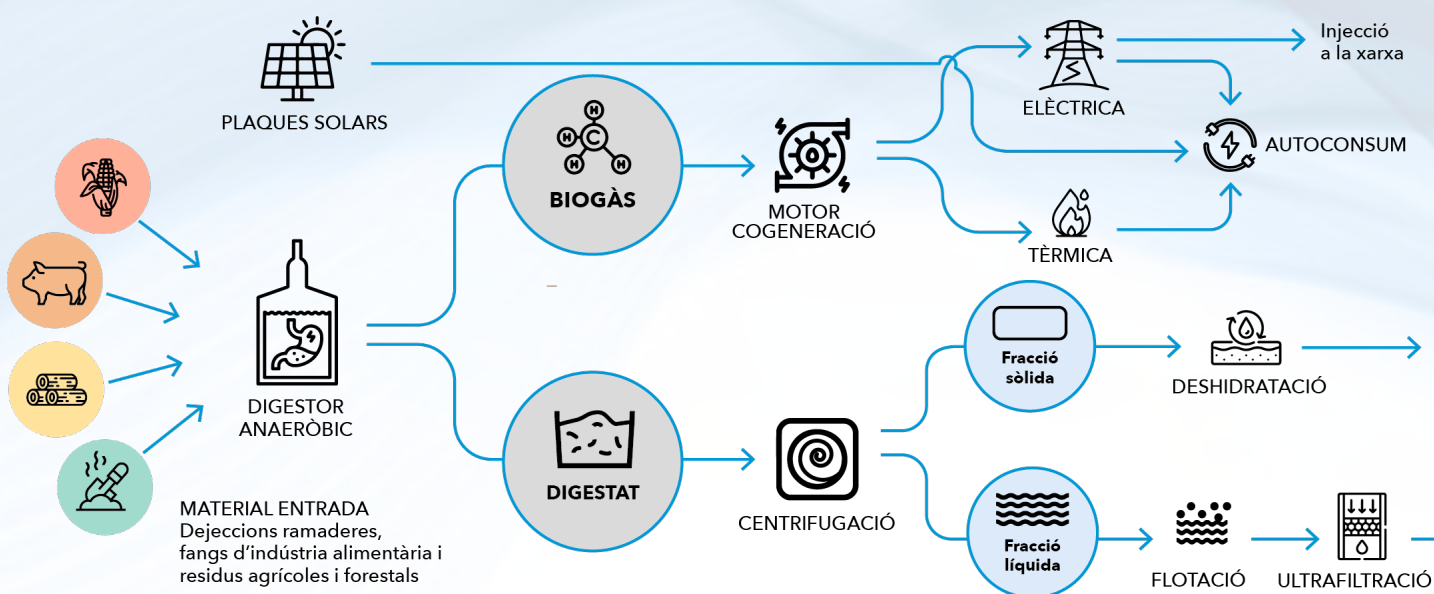 Injecció
a la xarxa
ELÈCTRICA
PLAQUES SOLARS
H
H
C
H
H
BIOGÀS
AUTOCONSUM
MOTOR
COGENERACIÓ
TÈRMICA
DIGESTOR
ANAERÒBIC
Fracció
sòlida
DESHIDRATACIÓ
DIGESTAT
MATERIAL ENTRADA
Dejeccions ramaderes,
fangs d’indústria alimentària i
residus agrícoles i forestals
CENTRIFUGACIÓ
Fracció
líquida
FLOTACIÓ
ULTRAFILTRACIÓ